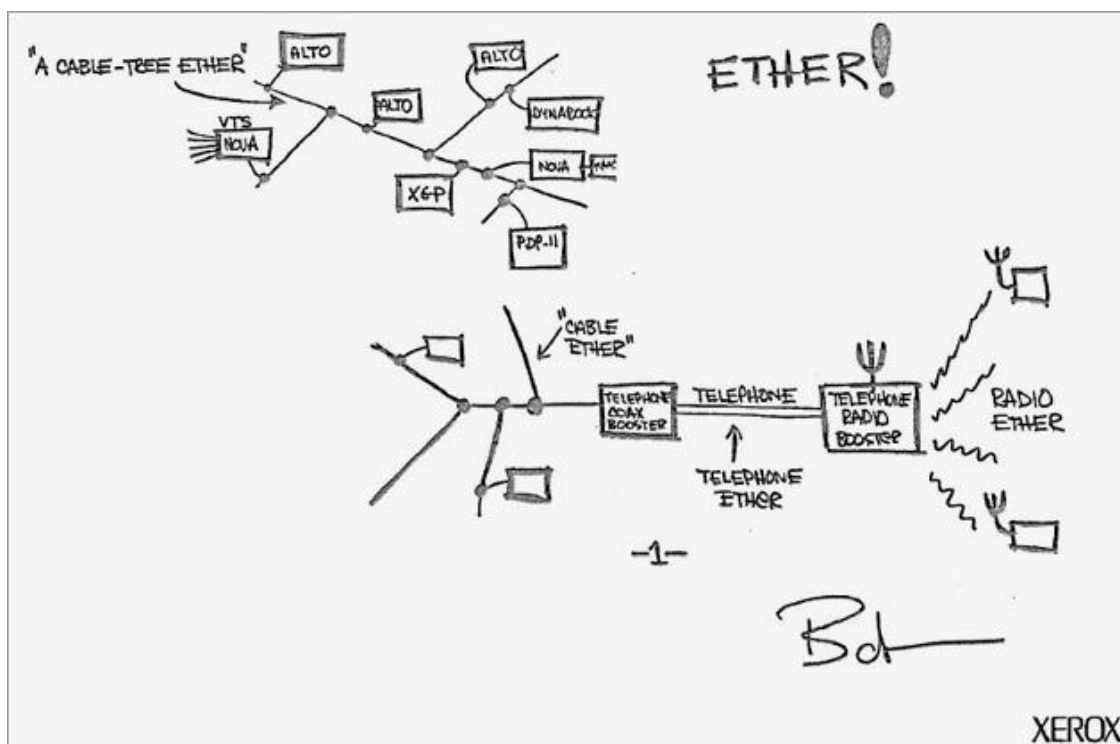 ETHER!
"A CABLE-TREE ETHER"
ALTO
ALTO
ALTO
DYNABOOK
VTS
NOVA
NOVA
XGP
PDP-11
"CABLE
ETHER"
TELEPHONE
COAX
BOOSTER
TELEPHONE
TELEPHONE
ETHER
TELEPHONE
RADIO
BOOSTER
RADIO
ETHER
-1-
XEROX